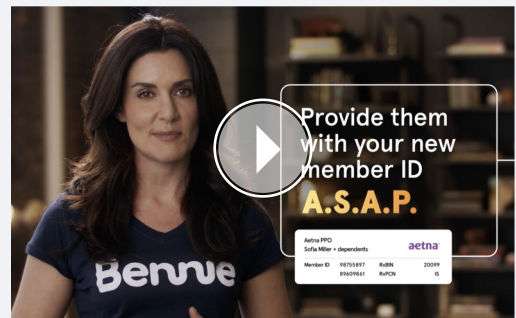 Bennie
Provide them
with your new
member ID
A.S.A.P.
Aetna PPO
Sofia Miller + dependents
aetna
Member ID 98755897 RxBIN 20099
89609861 RxPCN IS